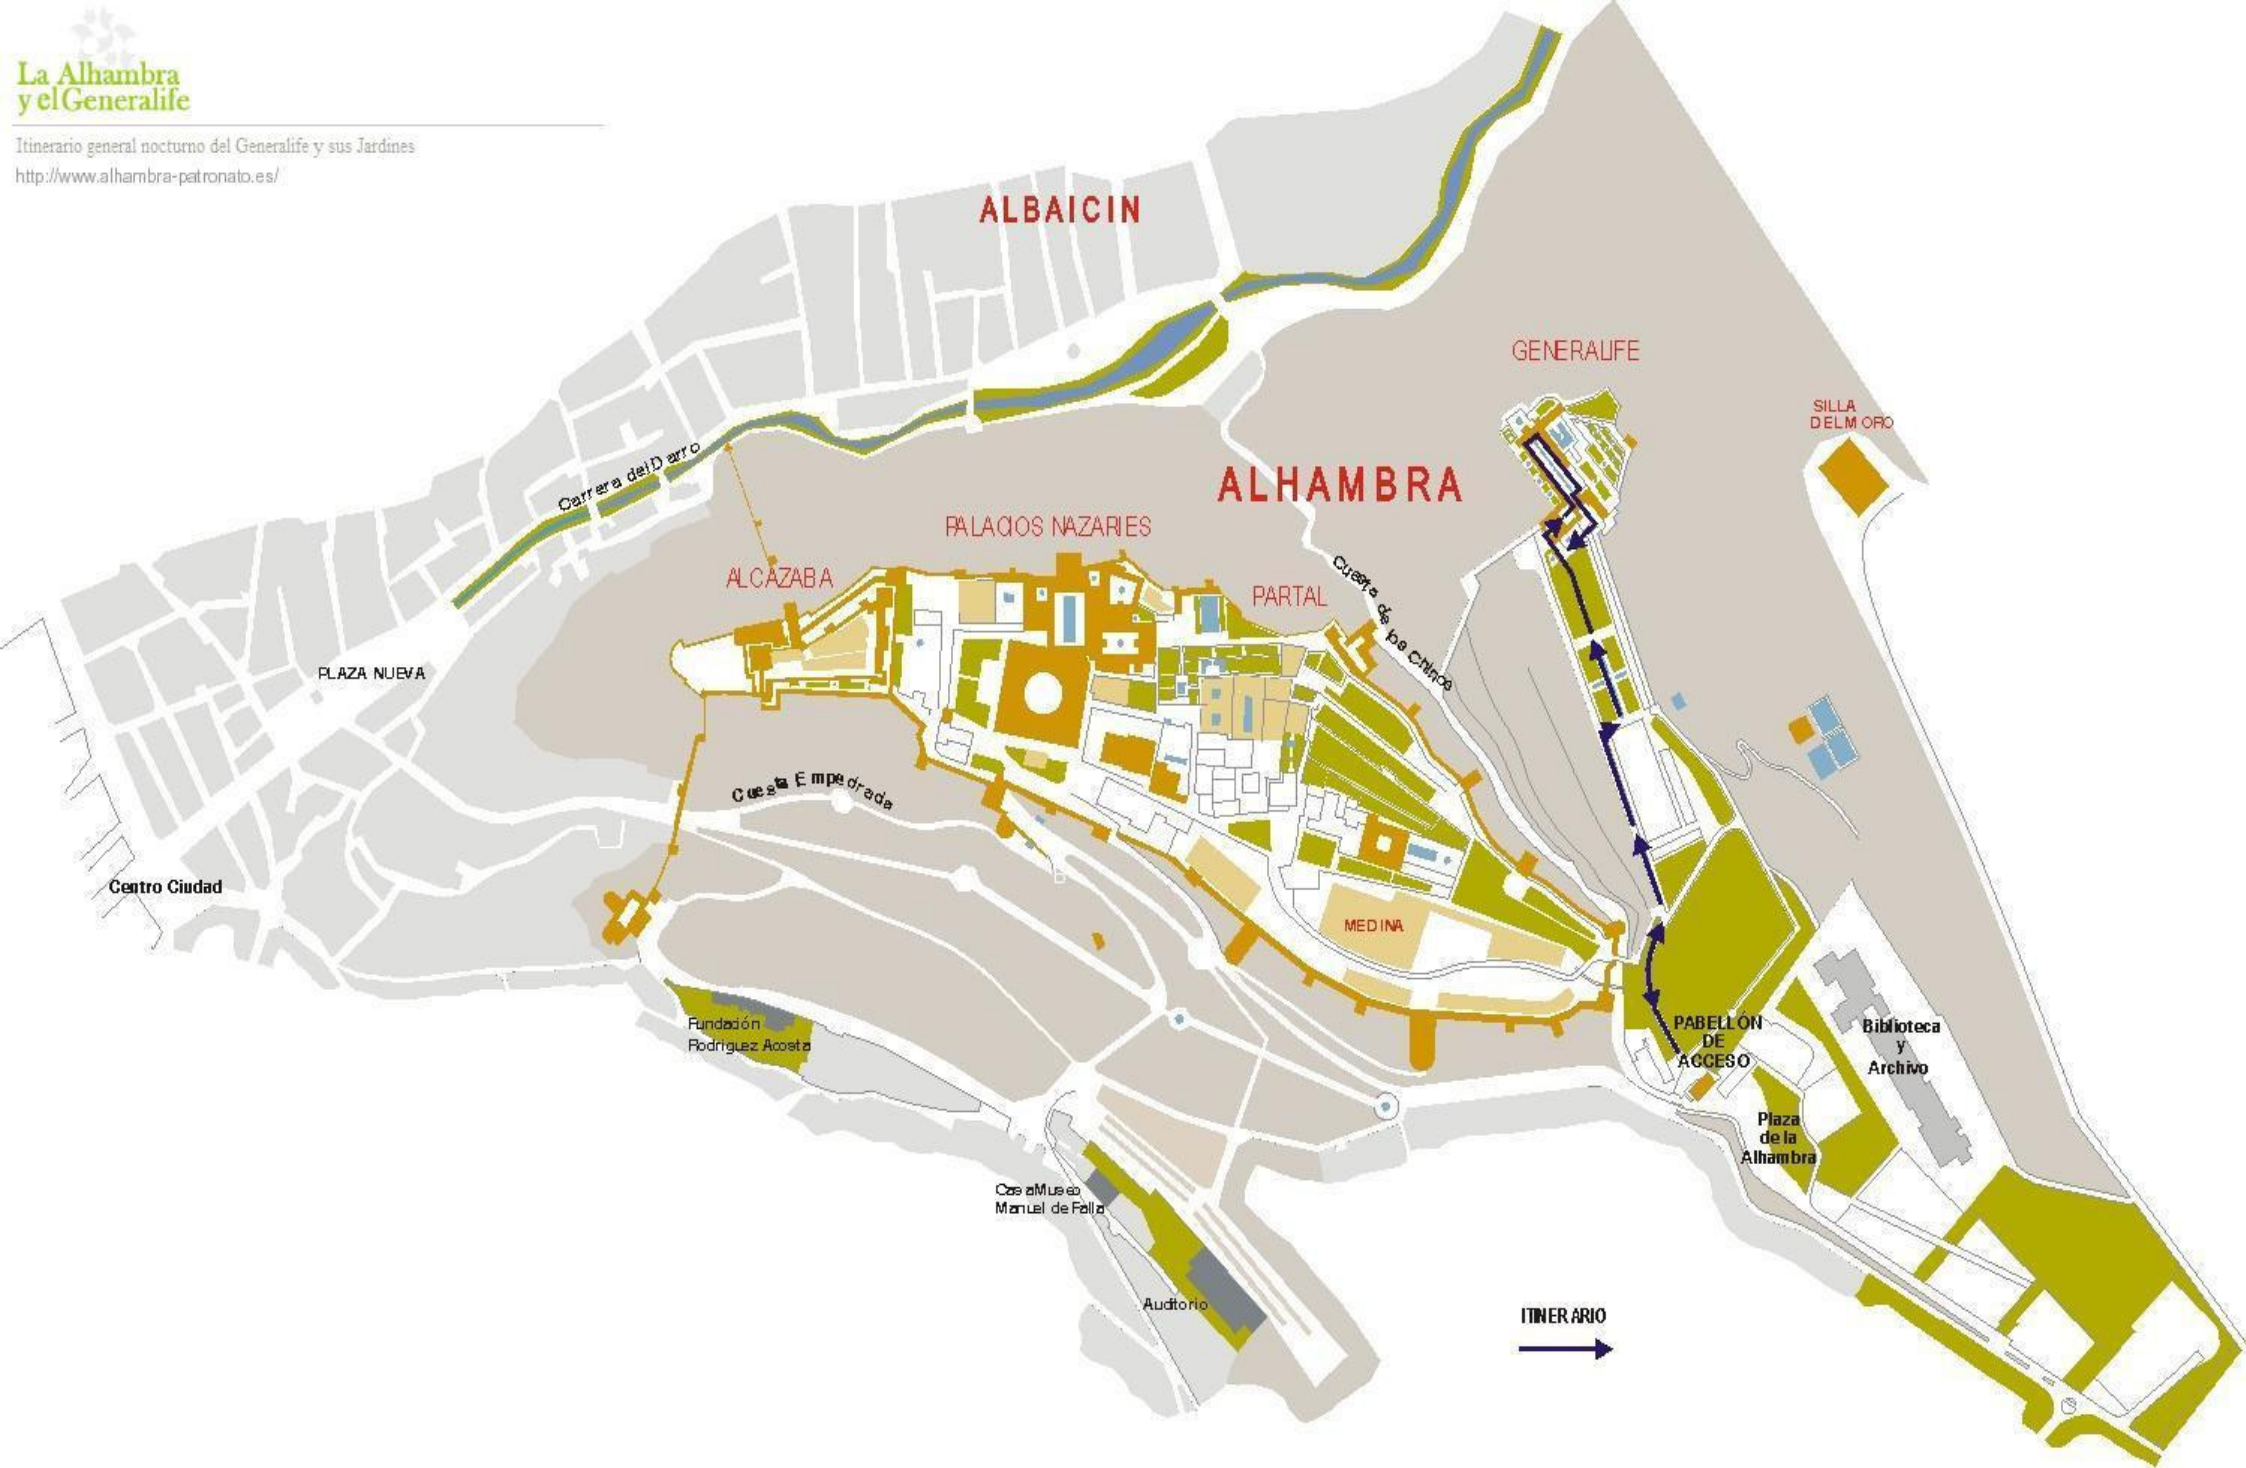 La Alhambra
y el Generalife
Itinerario general nocturno del Generalife y sus Jardines
http://www.alhambra-patronato.es/
ALBAICIN
GENERALIFE
SILLA
DEL MORO
Carrera del Darro
ALHAMBRA
PALACIOS NAZARIES
ALCAZABA
PARTAL
Cuesta de los Chinos
PLAZA NUEVA
Cuesta Empedrada
Centro Ciudad
MEDINA
Fundación
Rodriguez Acosta
PABELLÓN
DE
ACCESO
Biblioteca
y
Archivo
Plaza
de la
Alhambra
Casa Museo
Manuel de Falla
Auditorio
ITINERARIO